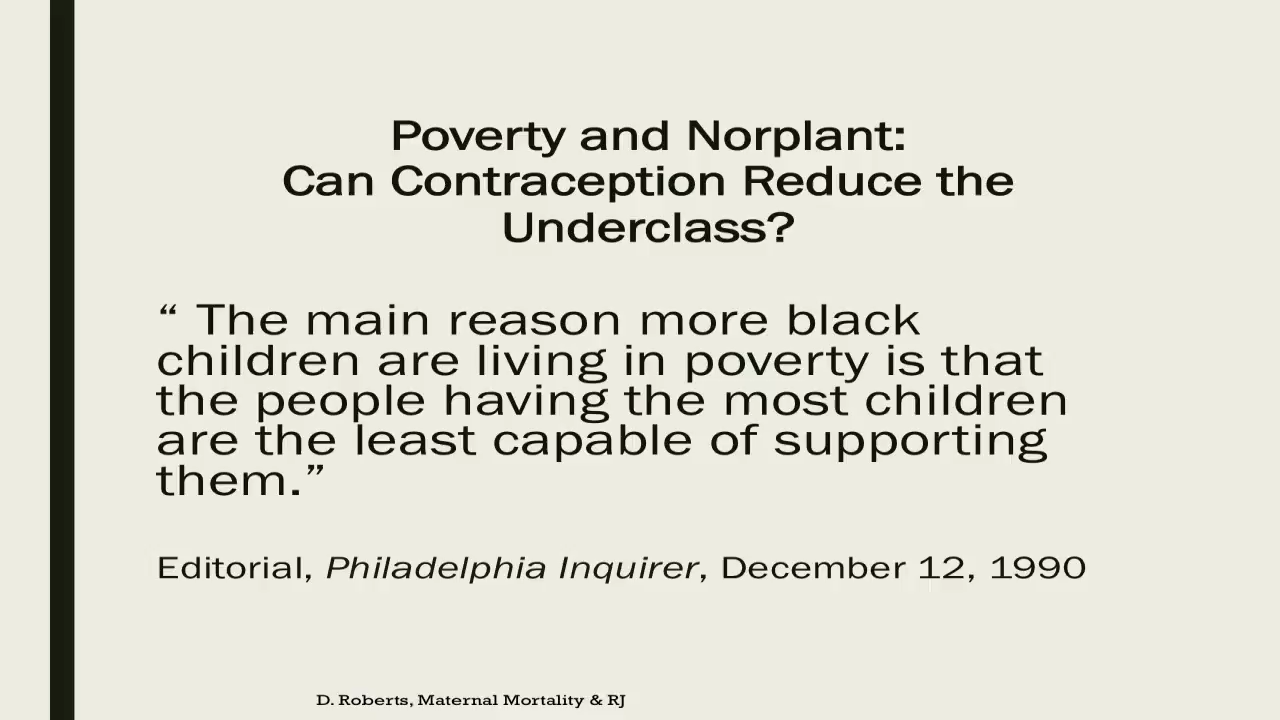 Poverty and Norplant:
Can Contraception Reduce the
Underclass?
“ The main reason more black
children are living in poverty is that
the people having the most children
are the least capable of supporting
them.”
Editorial, Philadelphia Inquirer, December 12, 1990
D. Roberts, Maternal Mortality & RJ